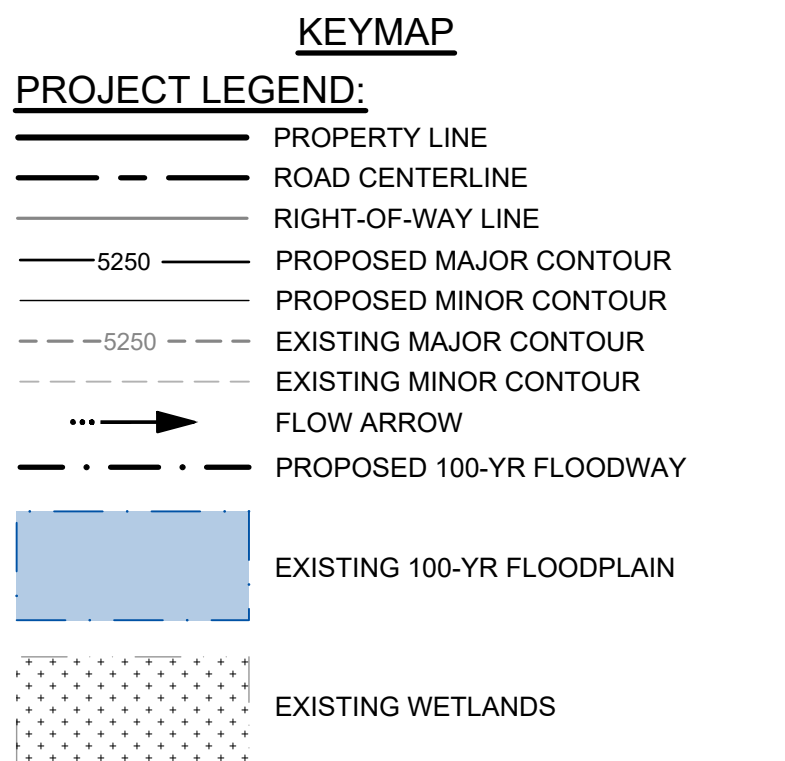 KEYMAP
PROJECT LEGEND:
PROPERTY LINE
ROAD CENTERLINE
RIGHT-OF-WAY LINE
5250 PROPOSED MAJOR CONTOUR
PROPOSED MINOR CONTOUR
5250 EXISTING MAJOR CONTOUR
EXISTING MINOR CONTOUR
FLOW ARROW
PROPOSED 100-YR FLOODWAY
EXISTING 100-YR FLOODPLAIN
EXISTING WETLANDS